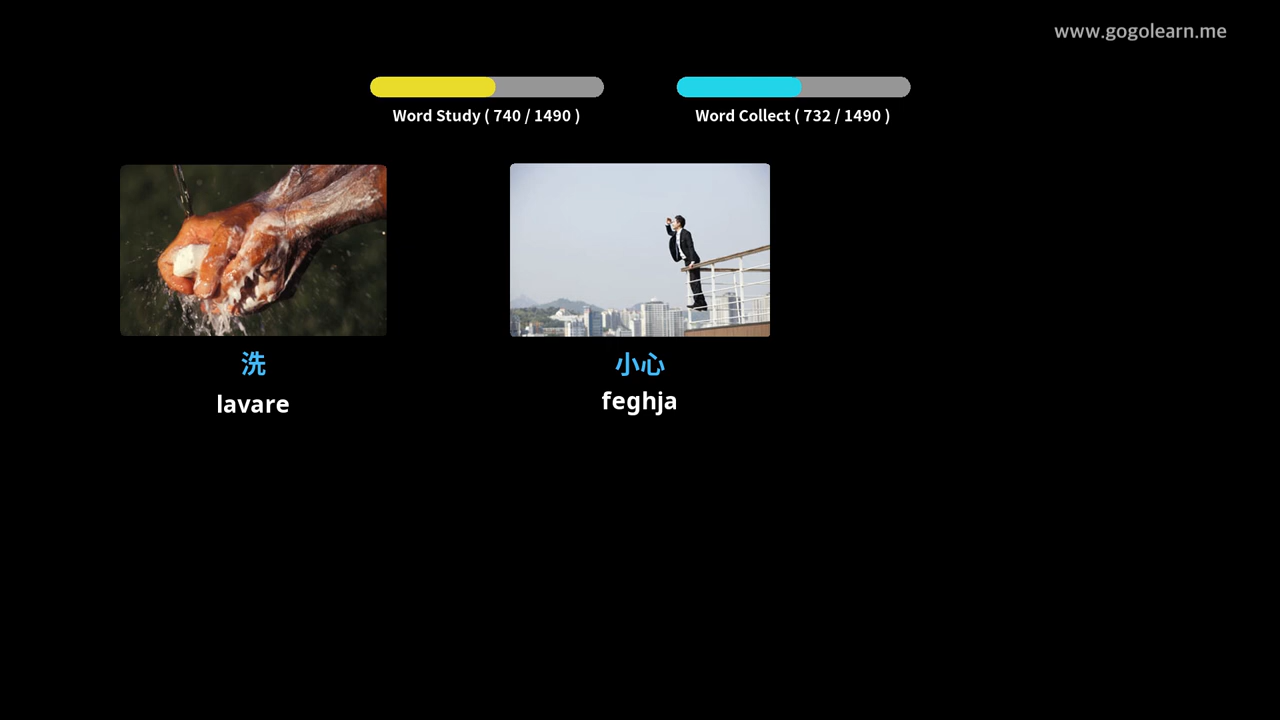 www.gogolearn.me
Word Study ( 740 / 1490 )
Word Collect ( 732 / 1490 )
洗
lavare
小心
feghja